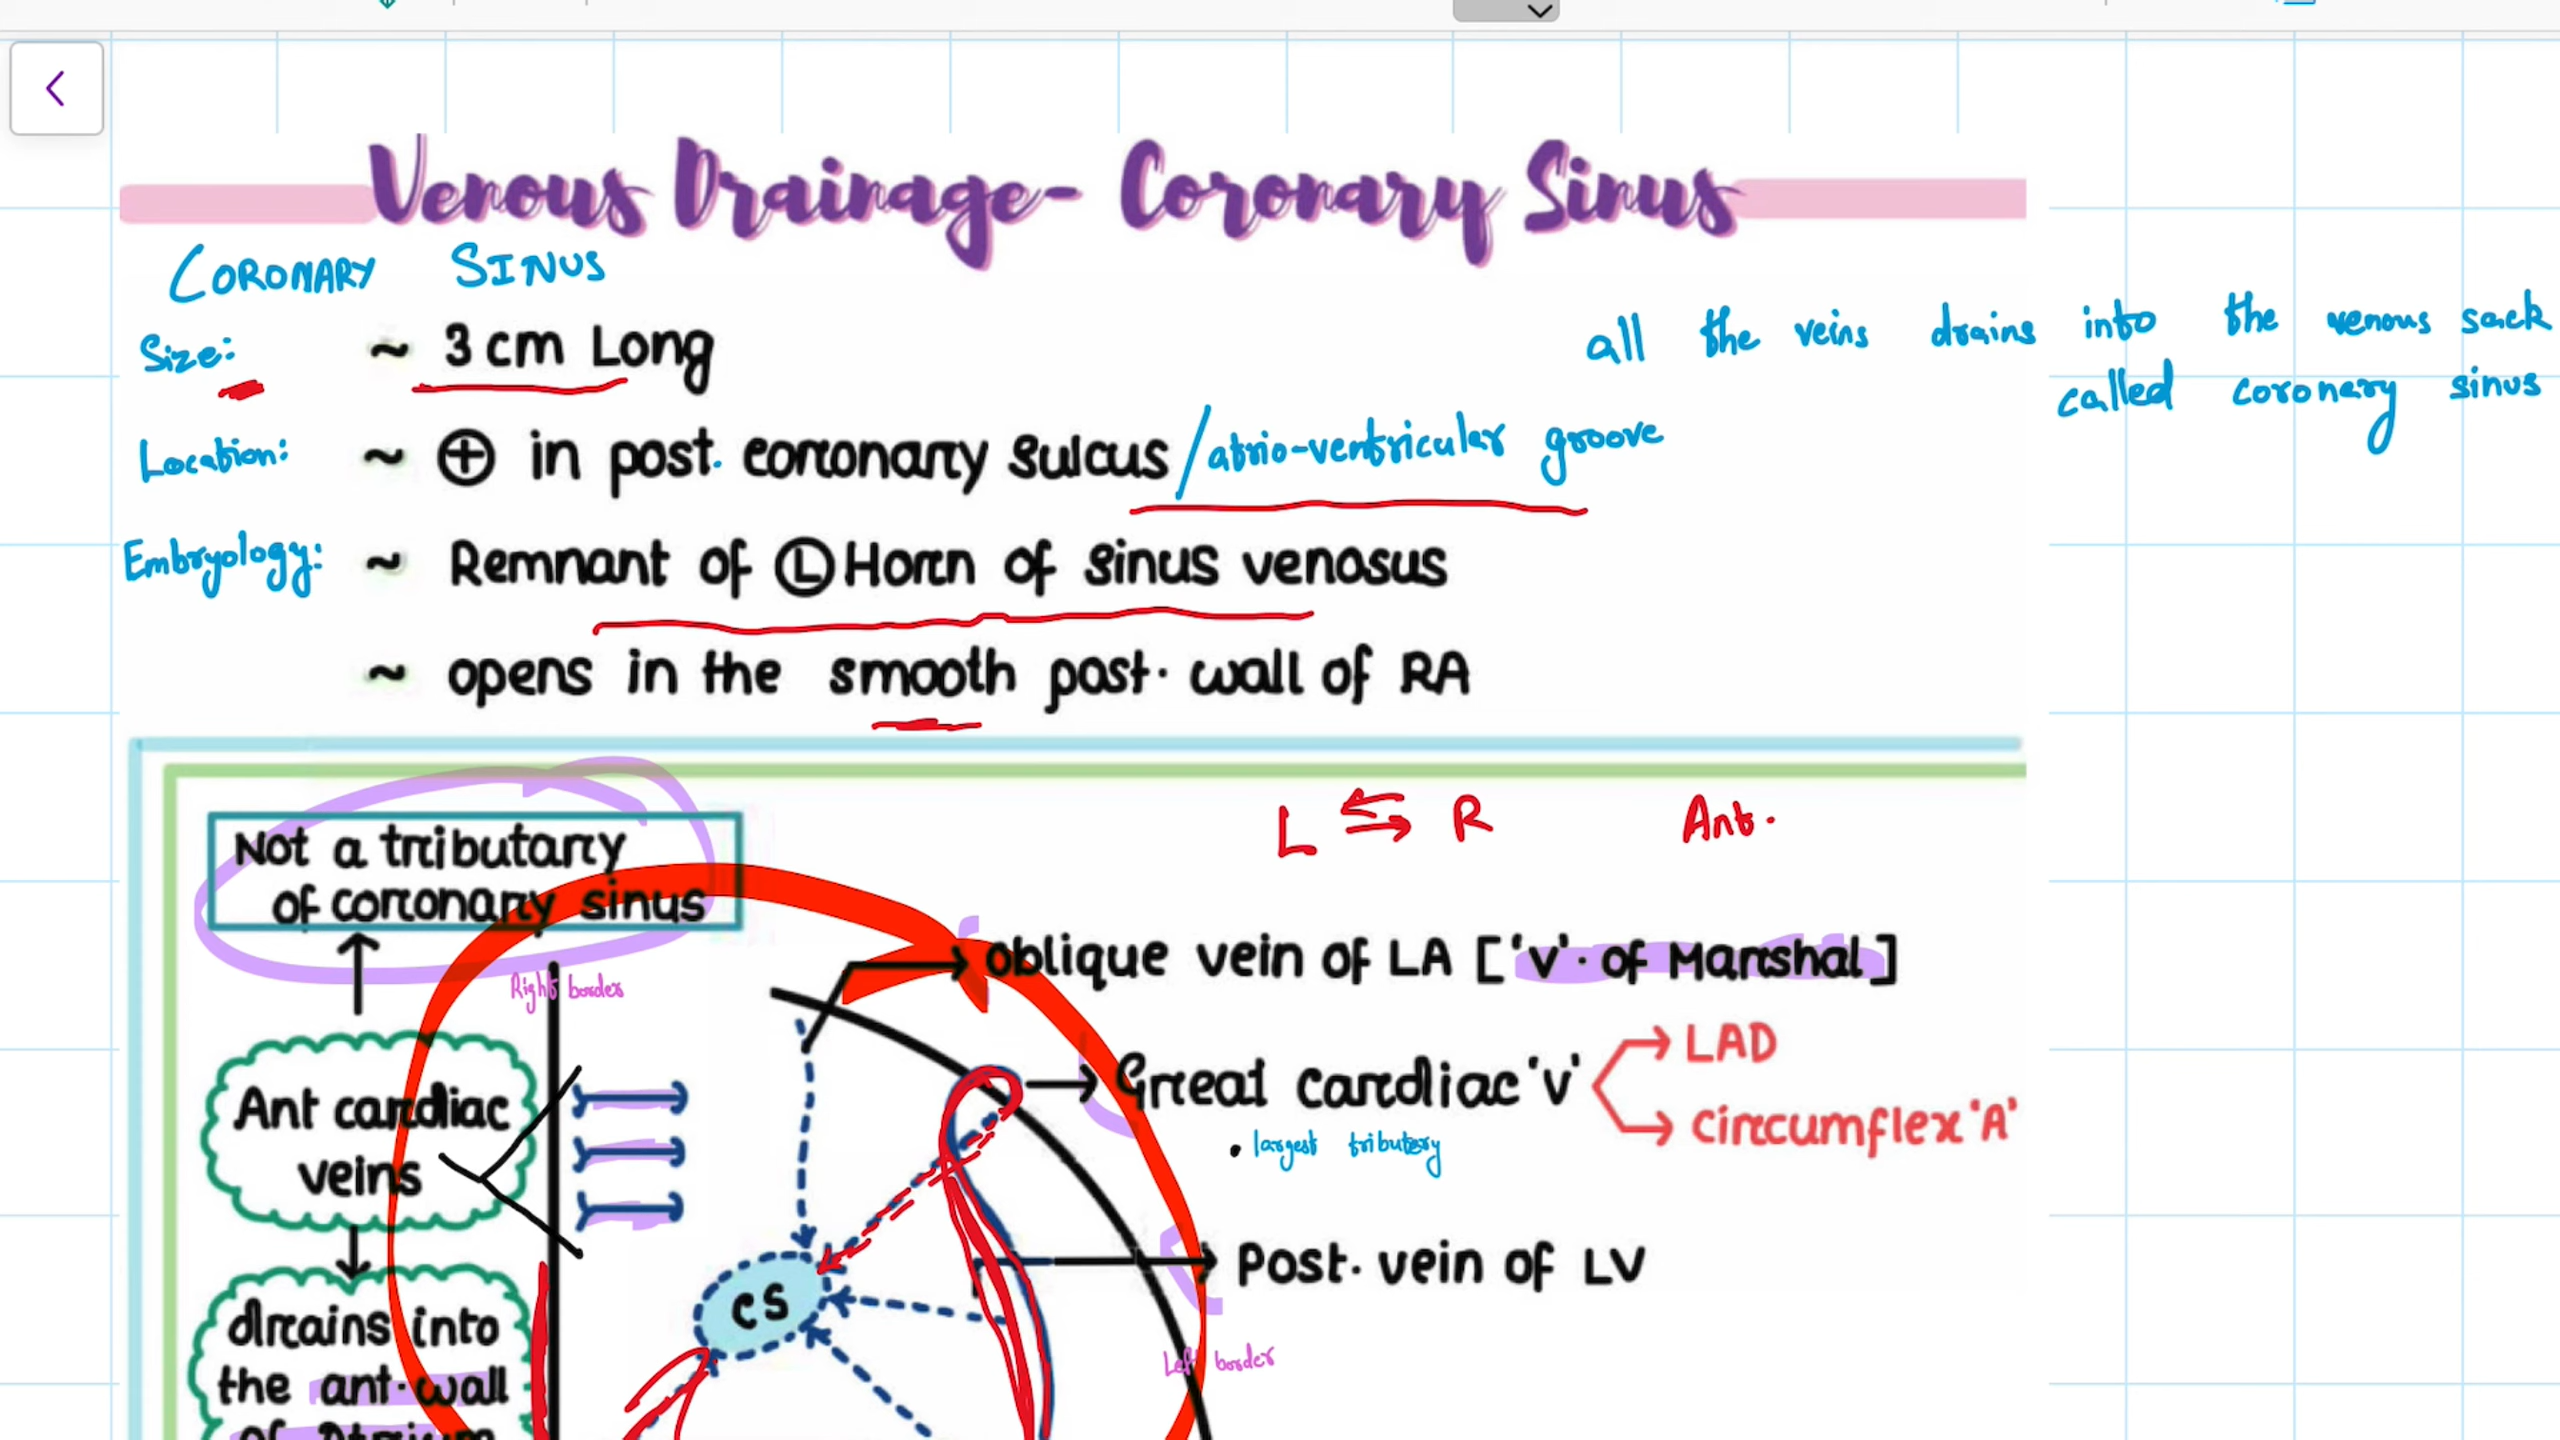 Venous Drainage- Coronary Sinus
CORONARY SINUS
Size: ~ 3 cm Long
all the veins drains into the venous sack
called coronary sinus
Location: ~ ⊕ in post. coronary sulcus / atrio-ventricular groove
Embryology: ~ Remnant of Ⓛ Horn of sinus venosus
~ opens in the smooth post. wall of RA
L ⇆ R Ant.
Not a tributary
of coronary sinus
Right border
oblique vein of LA ['v'. of Marshal]
Ant cardiac
veins
Great cardiac 'v'
LAD
circumflex 'A'
• largest tributary
Post. vein of LV
CS
Left border
drains into
the ant. wall
of Atrium